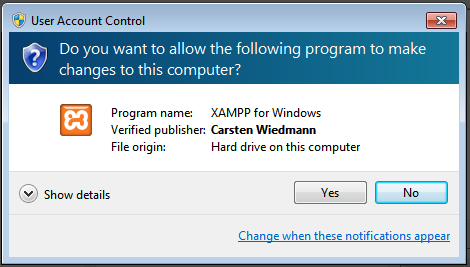 User Account Control
Do you want to allow the following program to make
changes to this computer?
Program name: XAMPP for Windows
Verified publisher: Carsten Wiedmann
File origin: Hard drive on this computer
Show details
Yes
No
Change when these notifications appear